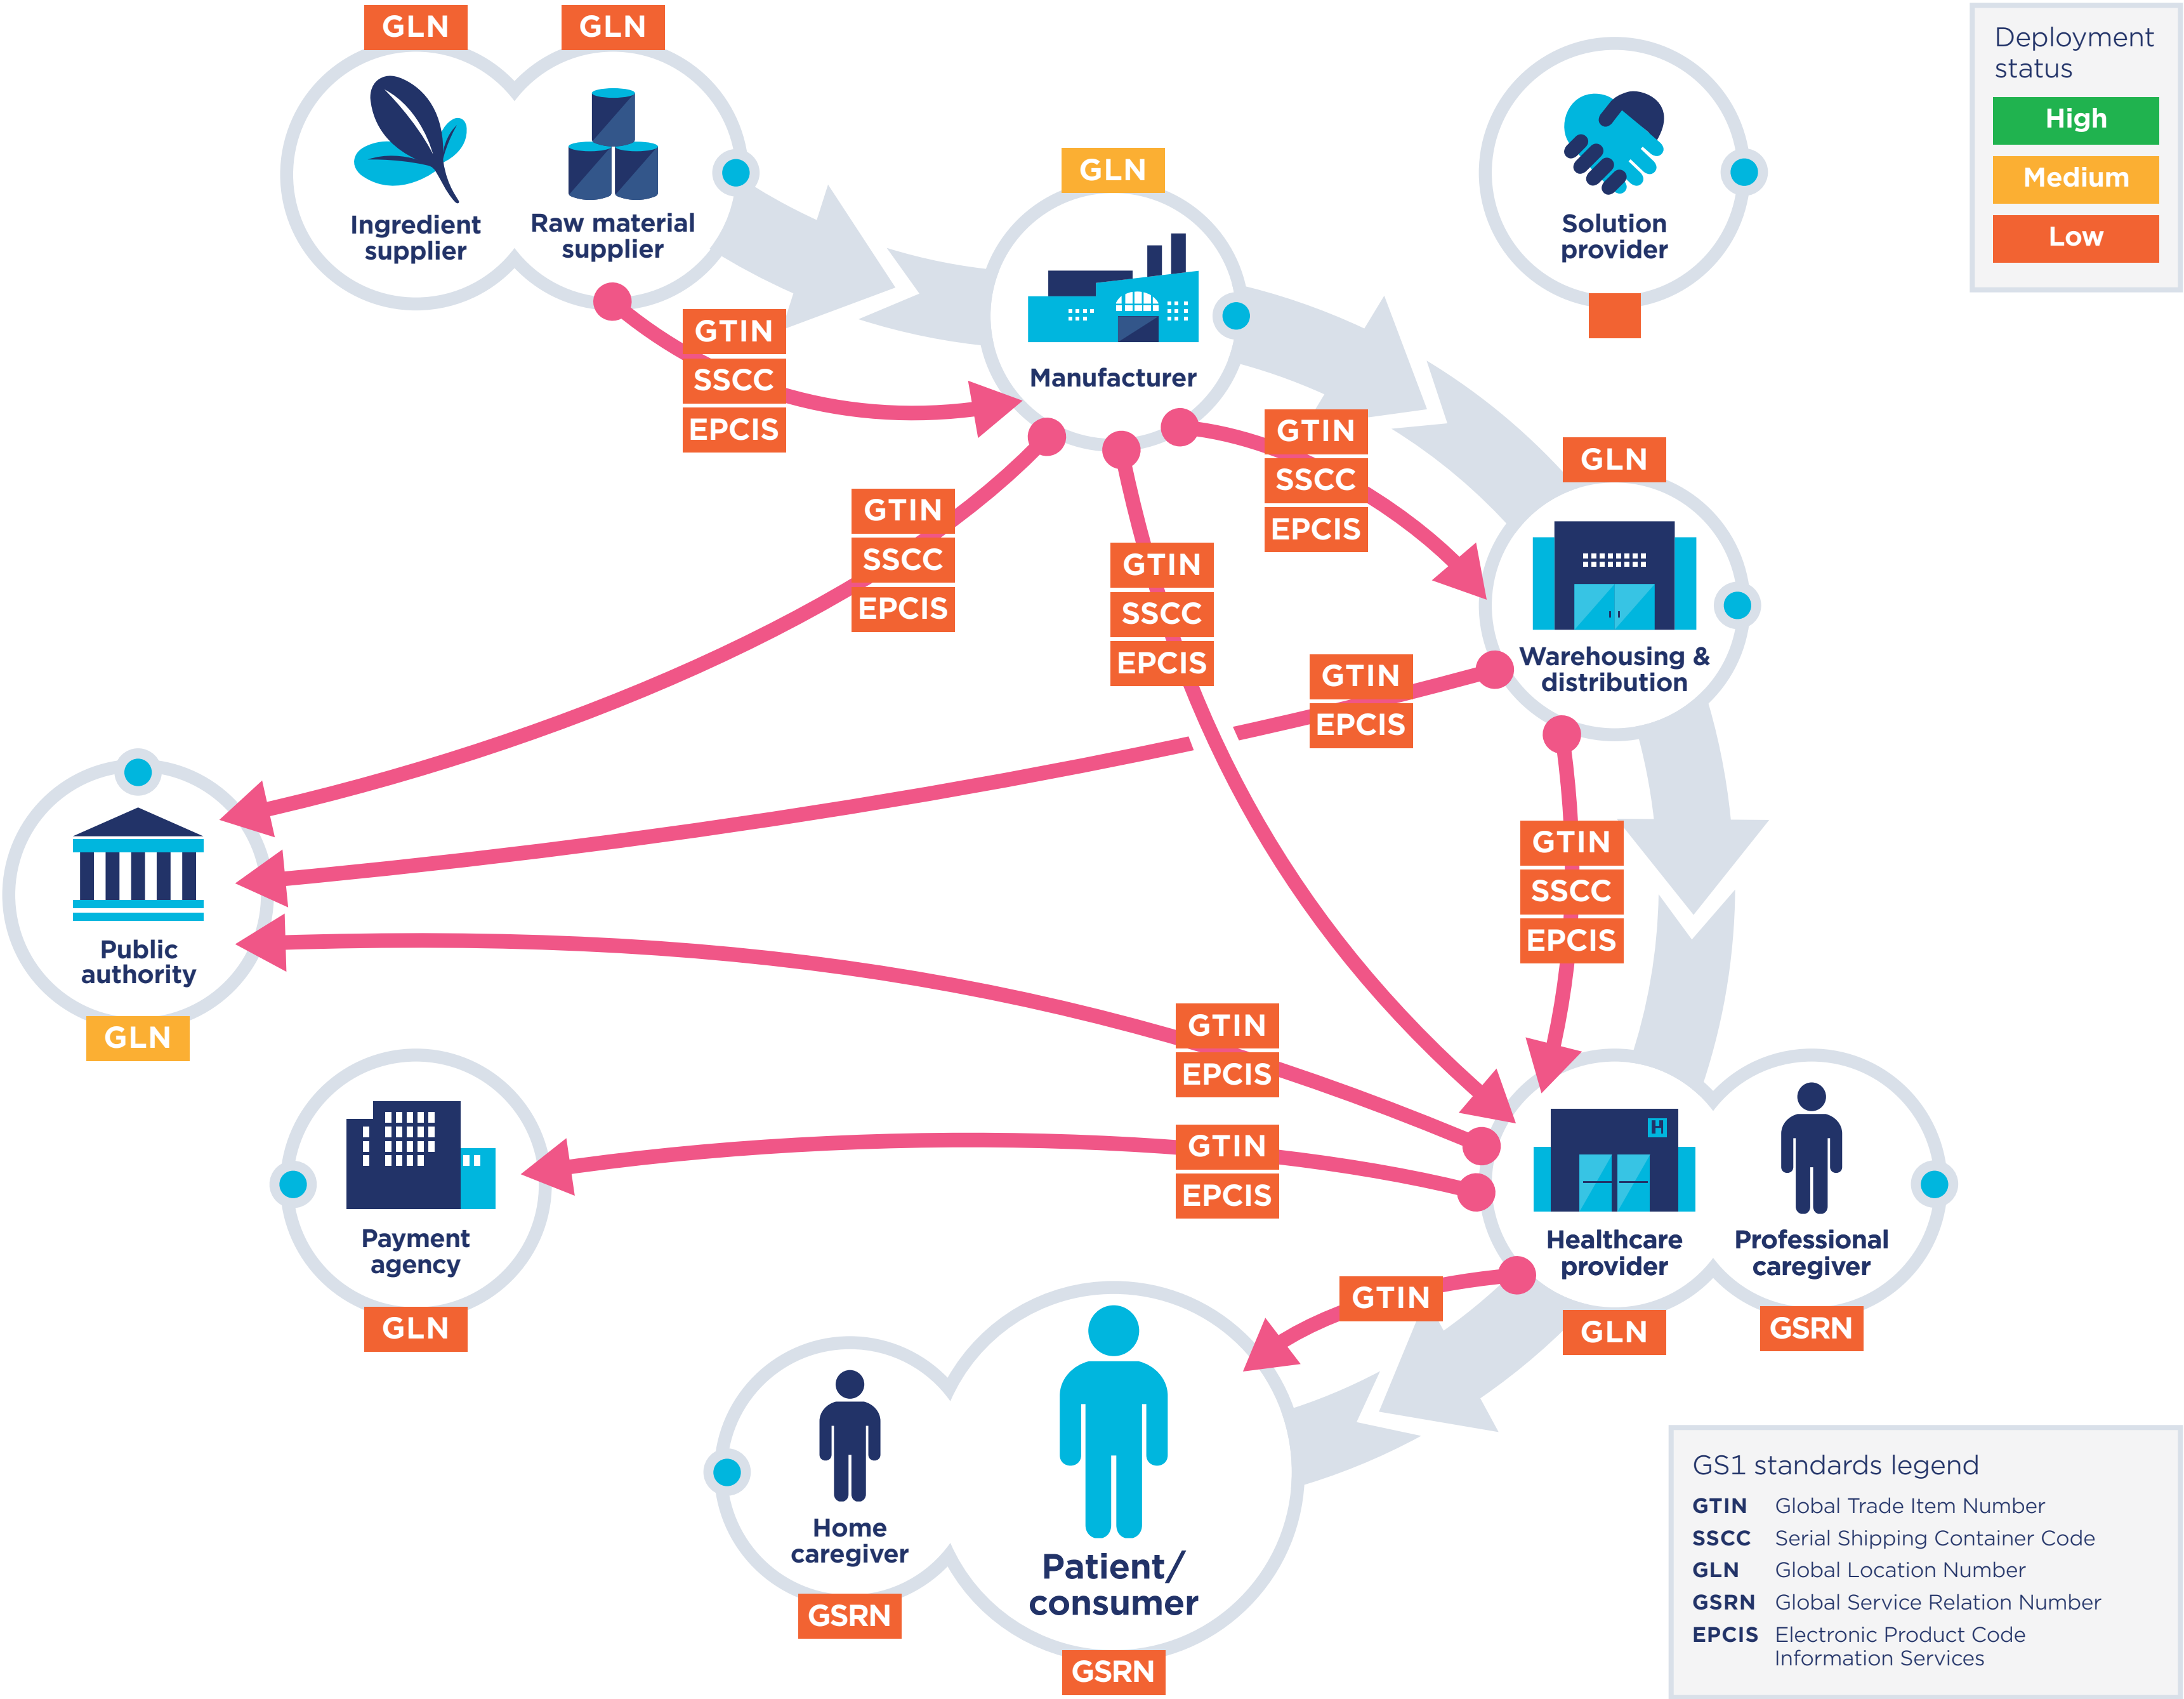 GLN
GLN
Ingredient
supplier
Raw material
supplier
GLN
Manufacturer
Solution
provider
Deployment
status
High
Medium
Low
GTIN
SSCC
EPCIS
GTIN
SSCC
EPCIS
GTIN
SSCC
EPCIS
GTIN
SSCC
EPCIS
GLN
Warehousing &
distribution
GTIN
EPCIS
GTIN
SSCC
EPCIS
Public
authority
GLN
GTIN
EPCIS
GTIN
EPCIS
Payment
agency
GLN
H
Healthcare
provider
GLN
Professional
caregiver
GSRN
GTIN
Home
caregiver
GSRN
Patient/
consumer
GSRN
GS1 standards legend
GTIN Global Trade Item Number
SSCC Serial Shipping Container Code
GLN Global Location Number
GSRN Global Service Relation Number
EPCIS Electronic Product Code
Information Services